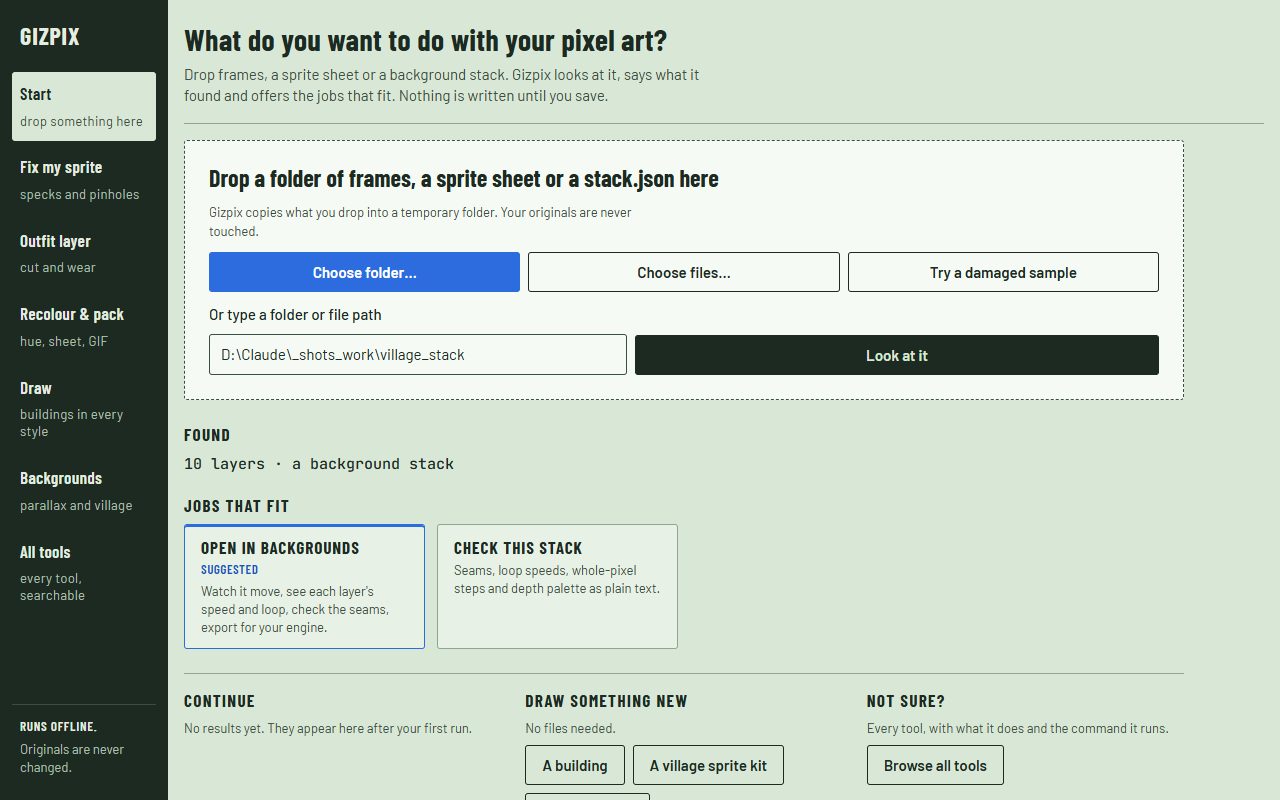 GIZPIX
Start
drop something here
Fix my sprite
specks and pinholes
Outfit layer
cut and wear
Recolour & pack
hue, sheet, GIF
Draw
buildings in every
style
Backgrounds
parallax and village
All tools
every tool,
searchable
RUNS OFFLINE.
Originals are never
changed.
What do you want to do with your pixel art?
Drop frames, a sprite sheet or a background stack. Gizpix looks at it, says what it
found and offers the jobs that fit. Nothing is written until you save.
Drop a folder of frames, a sprite sheet or a stack.json here
Gizpix copies what you drop into a temporary folder. Your originals are never
touched.
Choose folder...
Choose files...
Try a damaged sample
Or type a folder or file path
D:\Claude\_shots_work\village_stack
Look at it
FOUND
10 layers · a background stack
JOBS THAT FIT
OPEN IN BACKGROUNDS
SUGGESTED
Watch it move, see each layer's
speed and loop, check the seams,
export for your engine.
CHECK THIS STACK
Seams, loop speeds, whole-pixel
steps and depth palette as plain text.
CONTINUE
No results yet. They appear here after your first run.
DRAW SOMETHING NEW
No files needed.
A building
A village sprite kit
NOT SURE?
Every tool, with what it does and the command it runs.
Browse all tools